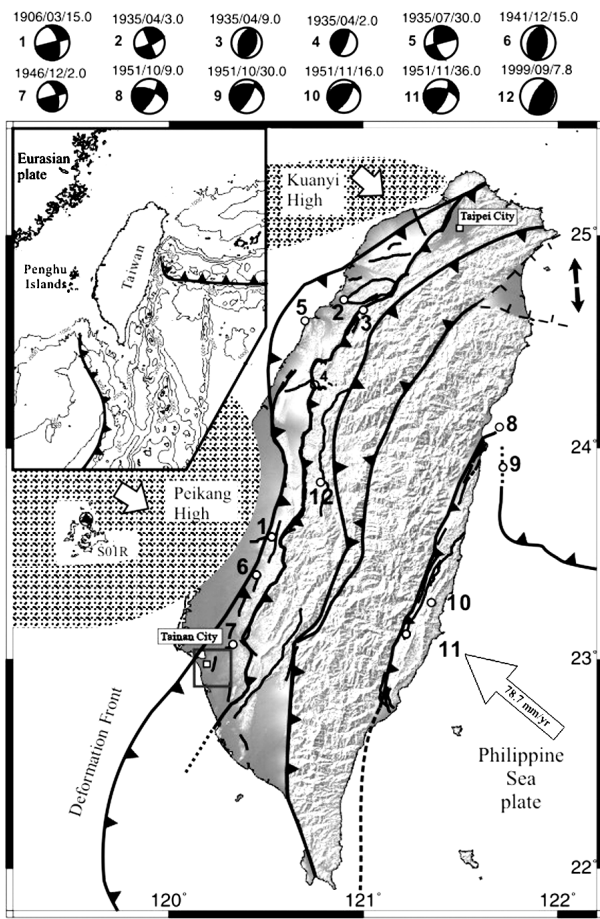 1906/03/15.0 1935/04/3.0 1935/04/9.0 1935/04/2.0 1935/07/30.0 1941/12/15.0
1 2 3 4 5 6
1946/12/2.0 1951/10/9.0 1951/10/30.0 1951/11/16.0 1951/11/36.0 1999/09/7.8
7 8 9 10 11 12
Eurasian
plate
Penghu
Islands
Taiwan
Kuanyi
High
Taipei City
25°
5
2
3
4
24°
8
9
12
Peikang
High
S01R
1
6
10
7
Tainan City
11
23°
78.7 mm/yr
Deformation Front
Philippine
Sea
plate
22°
120° 121° 122°